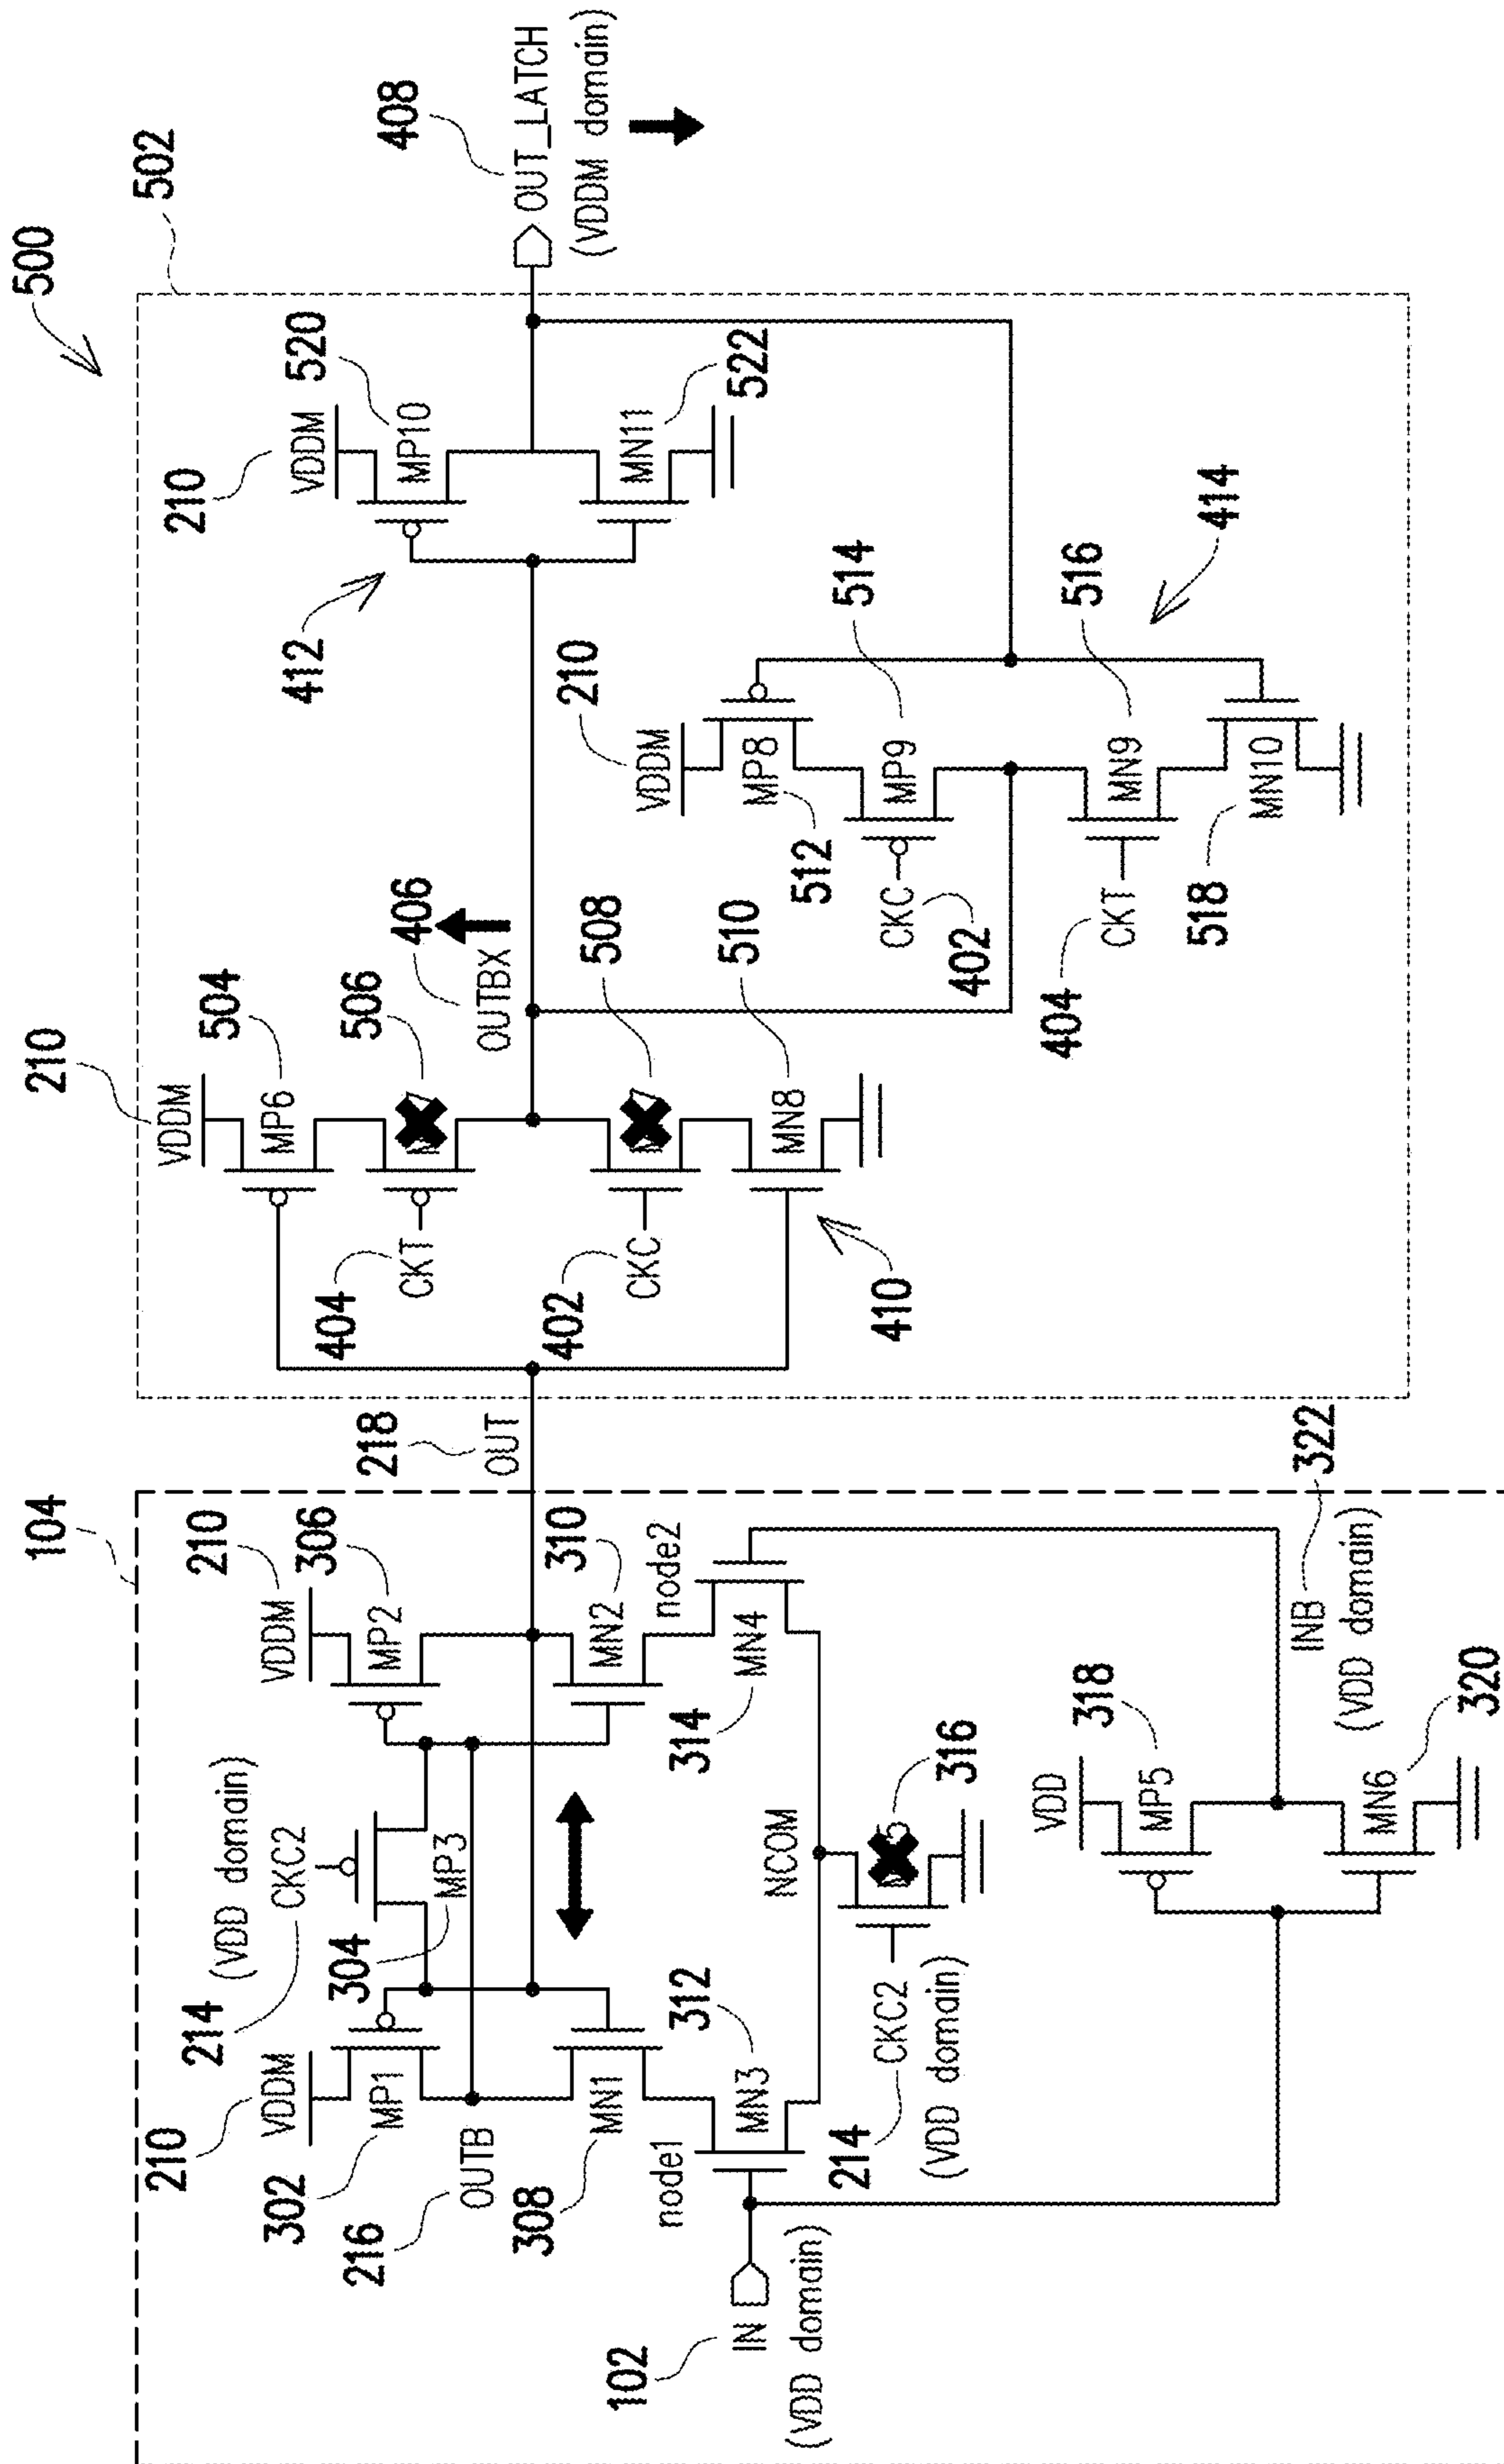 500
502
104
210
VDDM
504
MP6
506
404
CKT
508
402
CKC
510
MN8
410
406
OUTBX
210
VDDM
520
MP10
412
MN11
522
408
OUT_LATCH
(VDDM domain)
210
VDDM
MP8
512
514
MP9
CKC
402
516
MN9
CKT
404
MN10
518
414
218
OUT
210
VDDM
302
MP1
216
OUTB
214
CKC2
(VDD domain)
304
MP3
210
VDDM
306
MP2
308
MN1
310
MN2
node1
node2
312
MN3
314
MN4
NCOM
316
5
214
CKC2
(VDD domain)
102
IN
(VDD domain)
VDD
318
MP5
320
MN6
322
INB
(VDD domain)